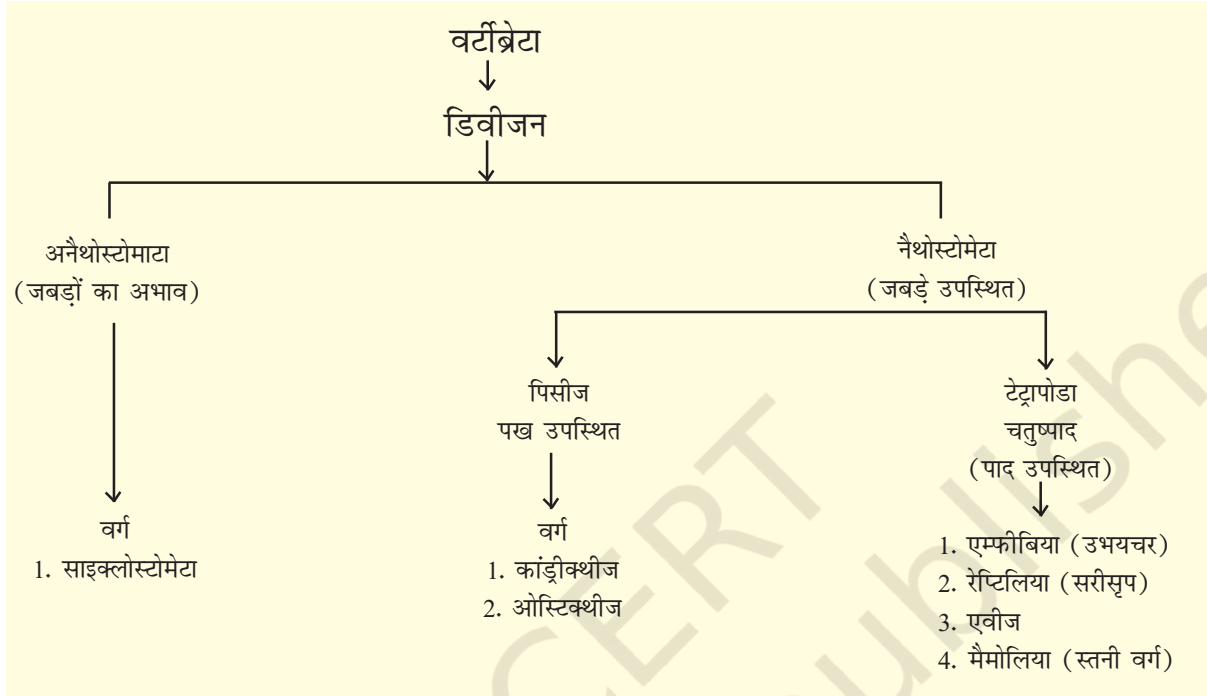 वर्टीब्रेटा
डिवीजन
अनैथोस्टोमाटा
(जबड़ों का अभाव)
नैथोस्टोमेटा
(जबड़े उपस्थित)
पिसीज
पख उपस्थित
टेट्रापोडा
चतुष्पाद
(पाद उपस्थित)
वर्ग
1. साइक्लोस्टोमेटा
वर्ग
1. कांड्रीक्थीज
2. ओस्टिक्थीज
1. एम्फीबिया (उभयचर)
2. रेप्टिलिया (सरीसृप)
3. एवीज
4. मैमोलिया (स्तनी वर्ग)